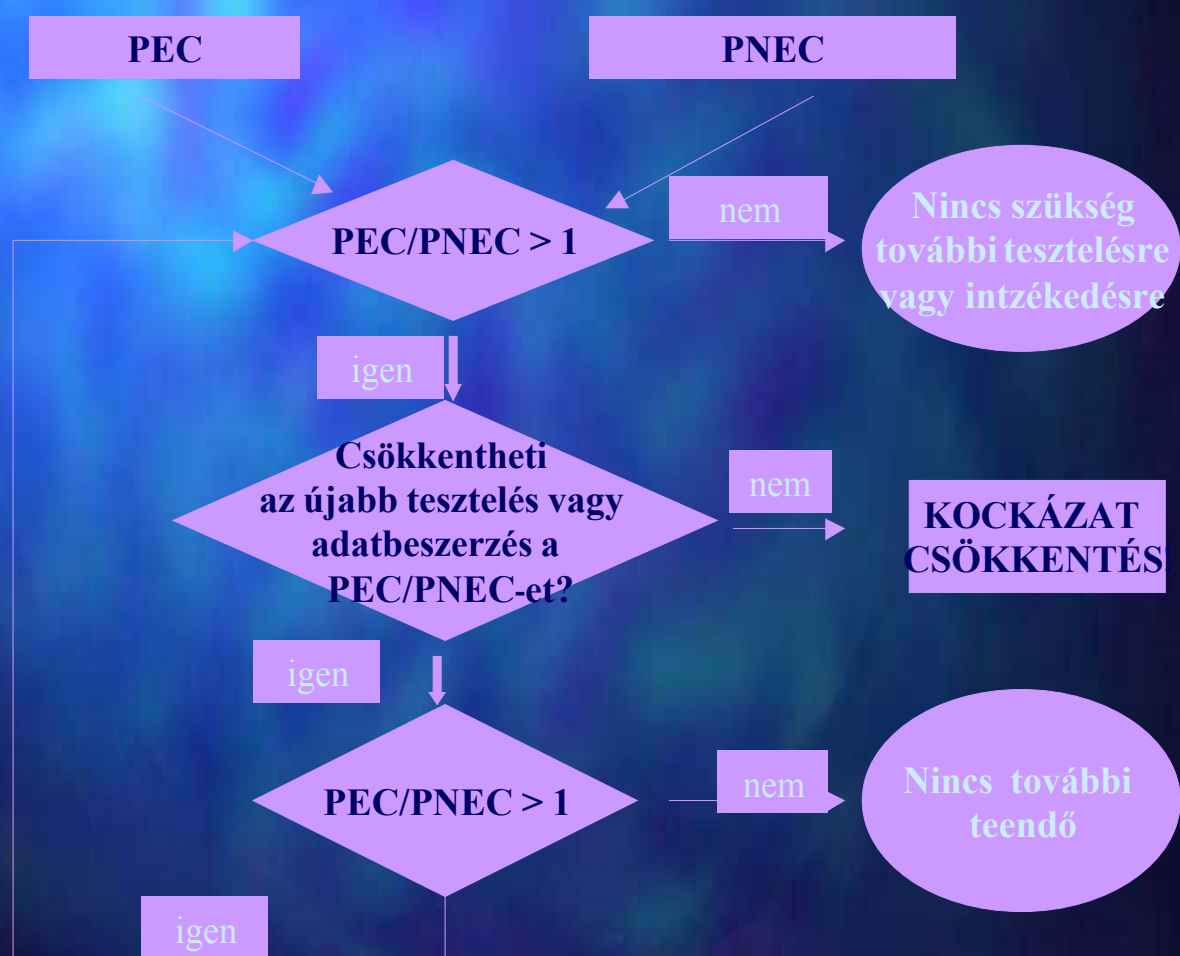 PEC
PNEC
PEC/PNEC > 1
nem
Nincs szükség
további tesztelésre
vagy intzékedésre
igen
Csökkentheti
az újabb tesztelés vagy
adatbeszerzés a
PEC/PNEC-et?
nem
KOCKÁZAT
CSÖKKENTÉS!
igen
PEC/PNEC > 1
nem
Nincs további
teendő
igen